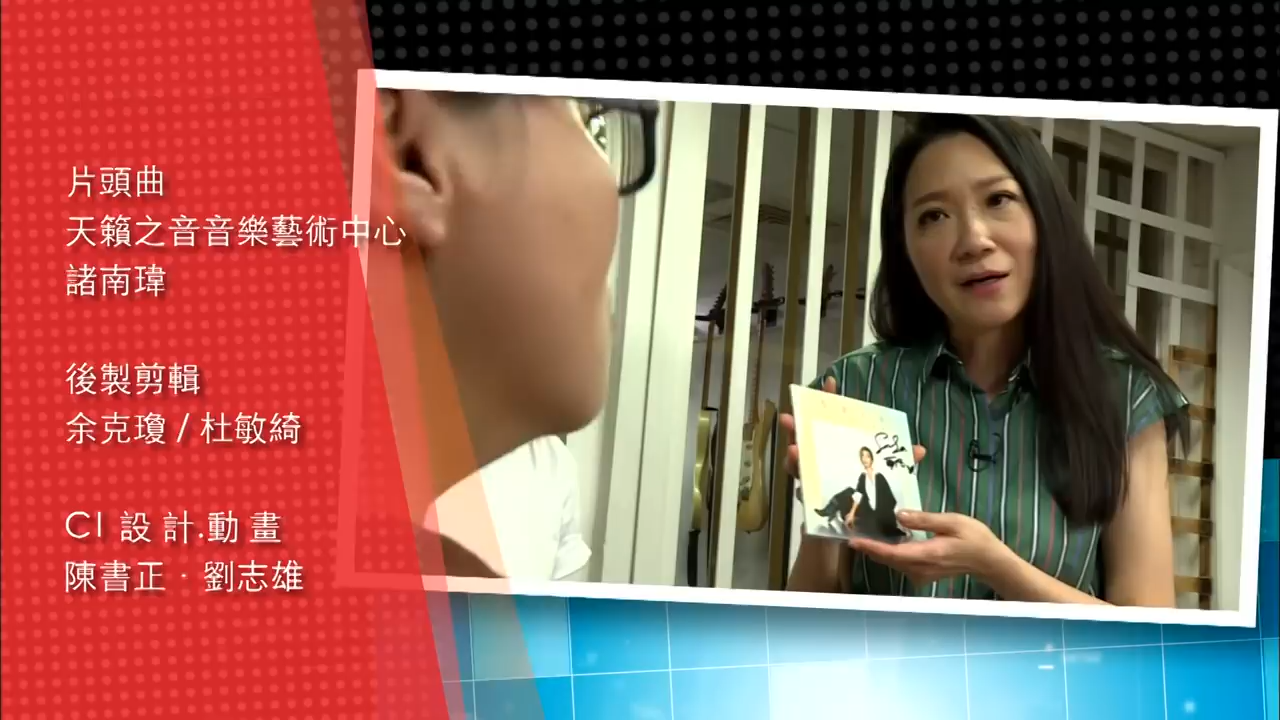 片頭曲
天籟之音音樂藝術中心
諸南瑋
後製剪輯
余克瓊 / 杜敏綺
CI 設計.動畫
陳書正 · 劉志雄